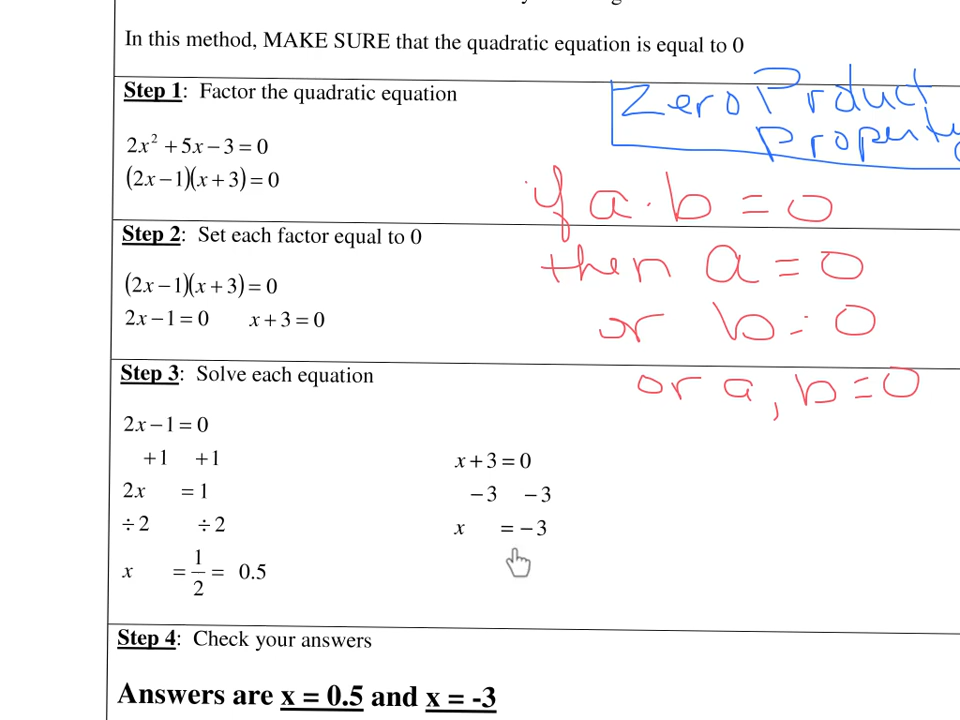 In this method, MAKE SURE that the quadratic equation is equal to 0
Step 1: Factor the quadratic equation
Zero Prduct
Property
2x² + 5x − 3 = 0
(2x − 1)(x + 3) = 0
if a · b = 0
Step 2: Set each factor equal to 0
then a = 0
(2x − 1)(x + 3) = 0
2x − 1 = 0 x + 3 = 0
or b = 0
Step 3: Solve each equation
or a, b = 0
2x − 1 = 0
+1 +1
2x = 1
÷2 ÷2
x = 1/2 = 0.5
x + 3 = 0
−3 −3
x = −3
Step 4: Check your answers
Answers are x = 0.5 and x = -3